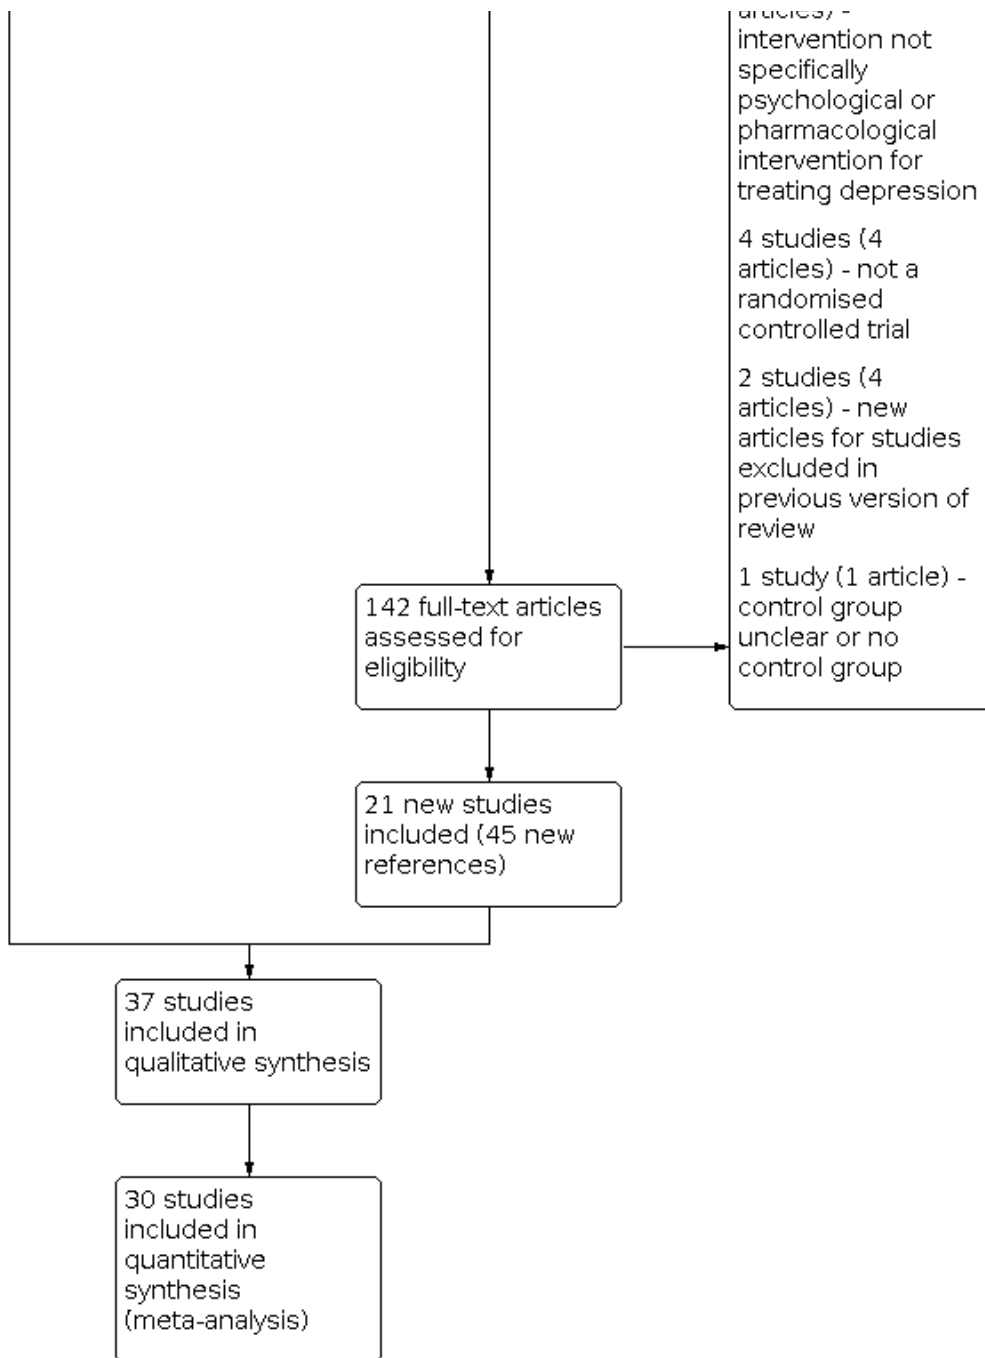 articles) -
intervention not
specifically
psychological or
pharmacological
intervention for
treating depression
4 studies (4
articles) - not a
randomised
controlled trial
2 studies (4
articles) - new
articles for studies
excluded in
previous version of
review
1 study (1 article) -
control group
unclear or no
control group
142 full-text articles
assessed for
eligibility
21 new studies
included (45 new
references)
37 studies
included in
qualitative synthesis
30 studies
included in
quantitative
synthesis
(meta-analysis)